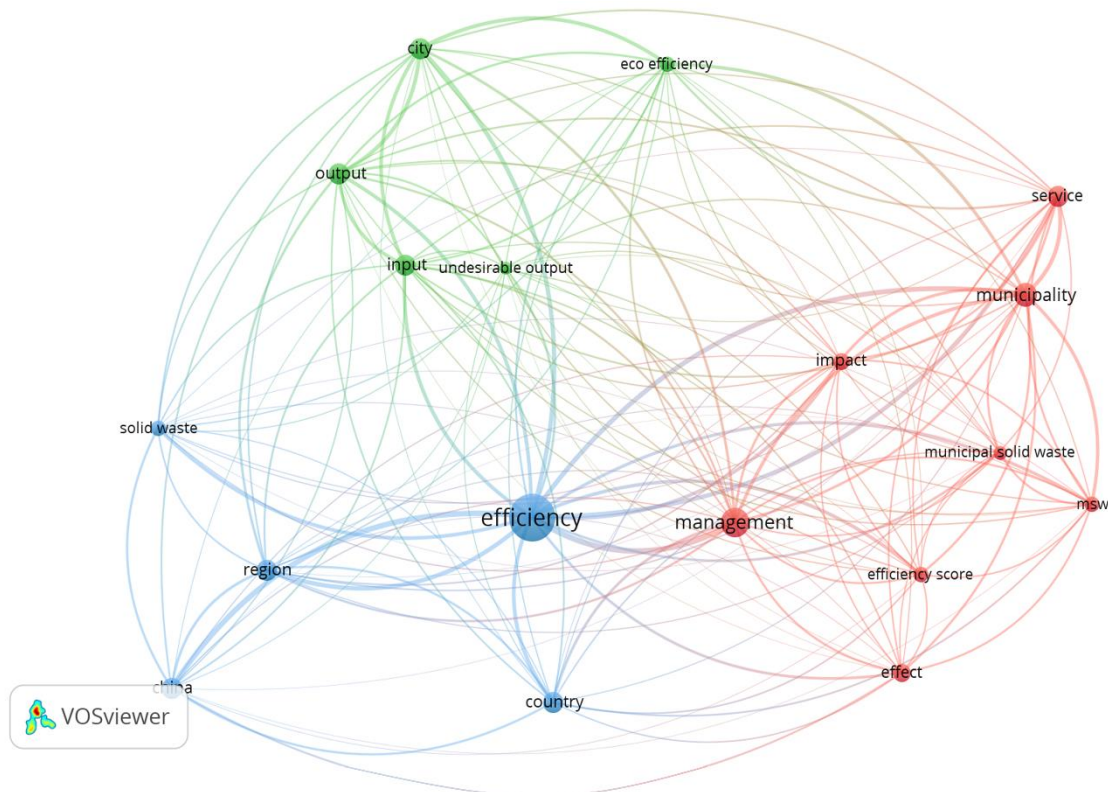 city
eco efficiency
output
service
input
undesirable output
municipality
impact
solid waste
municipal solid waste
msw
efficiency
management
region
efficiency score
effect
china
country
VOSviewer